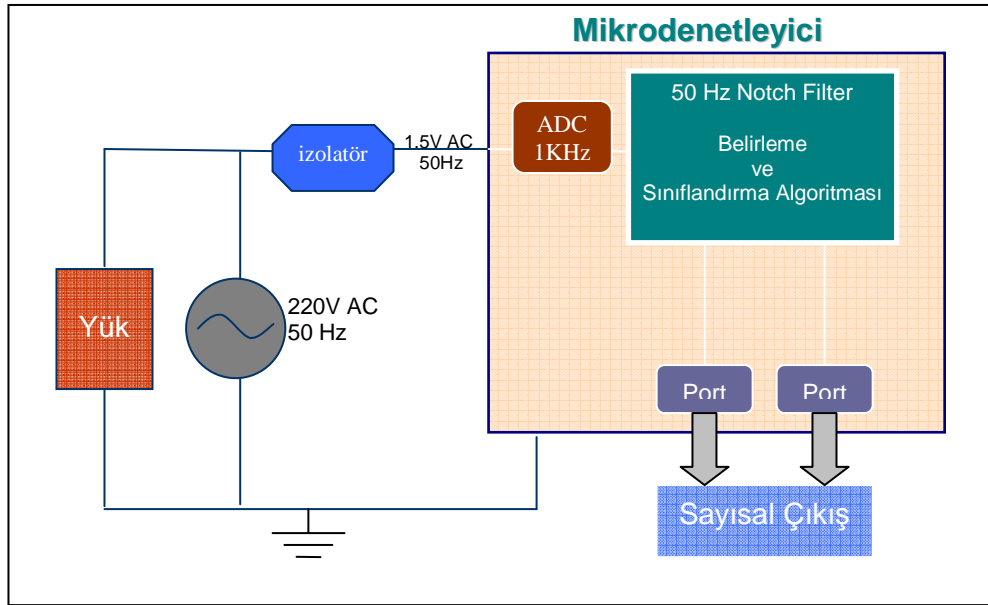 Mikrodenetleyici
50 Hz Notch Filter
ADC
1KHz
Belirleme
ve
Sınıflandırma Algoritması
izolatör
1.5V AC
50Hz
220V AC
50 Hz
Yük
Port
Port
Sayısal Çıkış